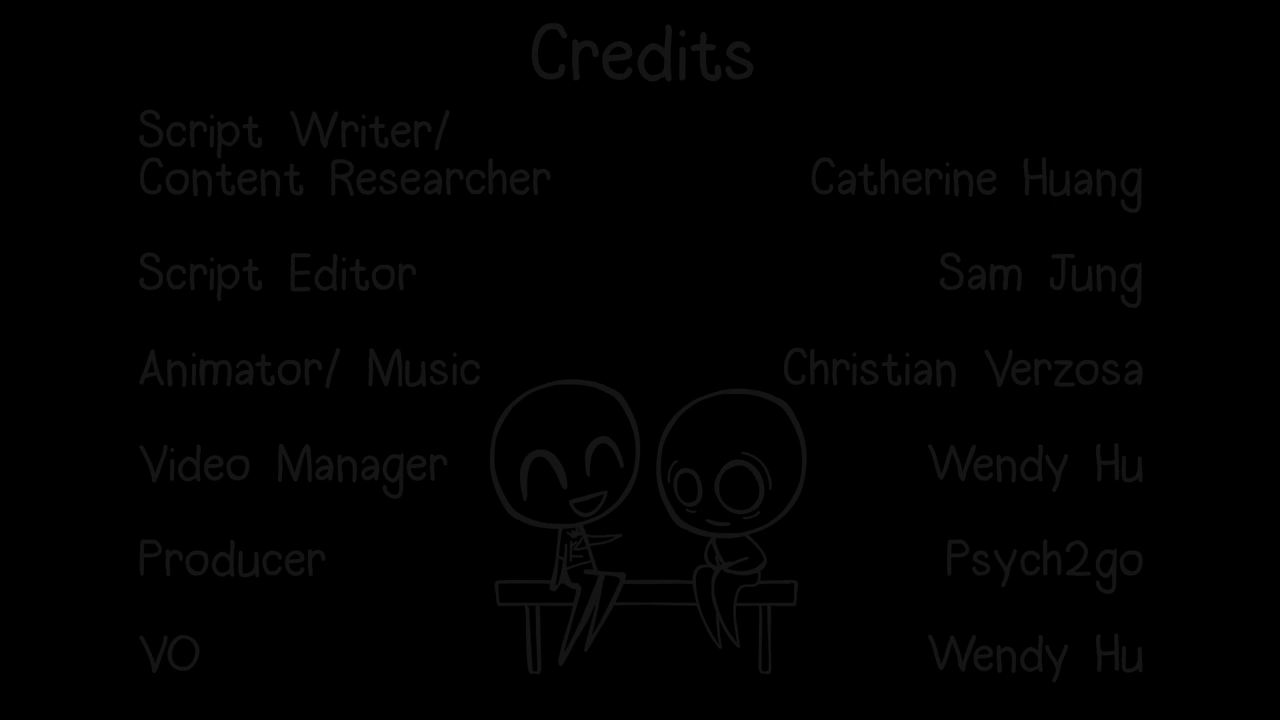 Credits
Script Writer/
Content Researcher Catherine Huang
Script Editor Sam Jung
Animator/ Music Christian Verzosa
Video Manager Wendy Hu
Producer Psych2go
VO Wendy Hu